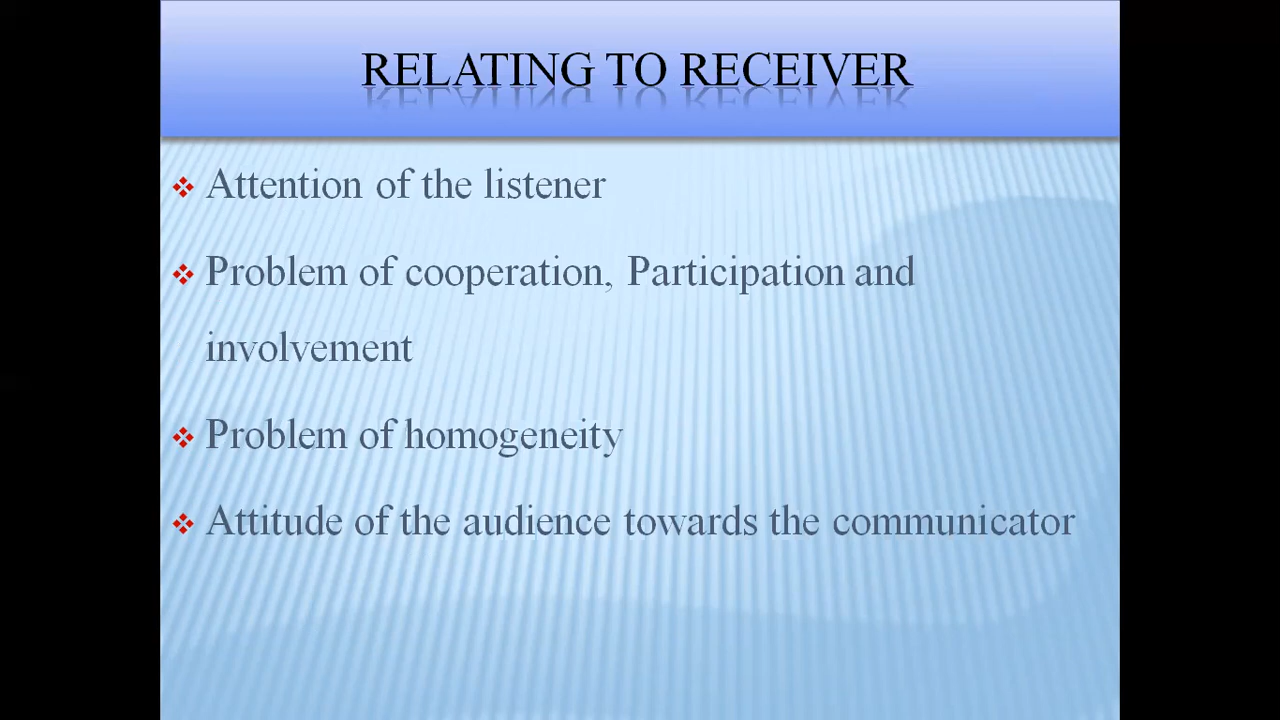 RELATING TO RECEIVER
Attention of the listener
Problem of cooperation, Participation and
involvement
Problem of homogeneity
Attitude of the audience towards the communicator